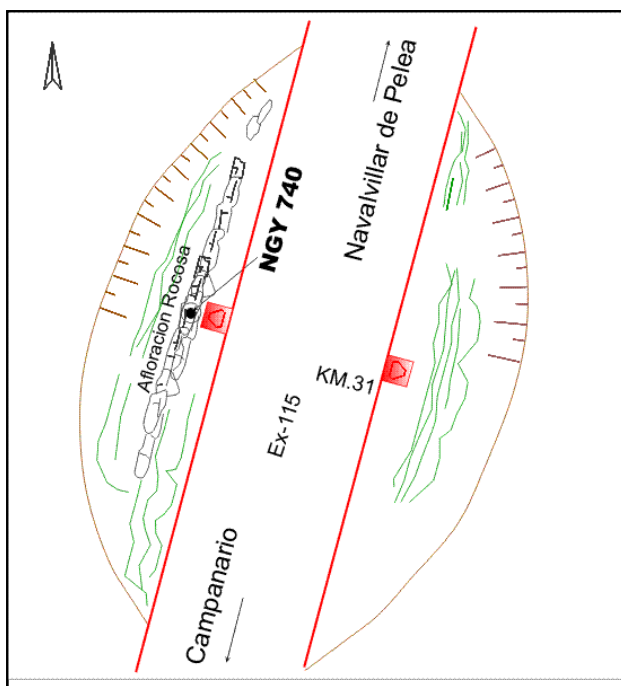 Navalvillar de Pelea
NGY 740
Afloracion Rocosa
KM.31
Ex-115
Campanario